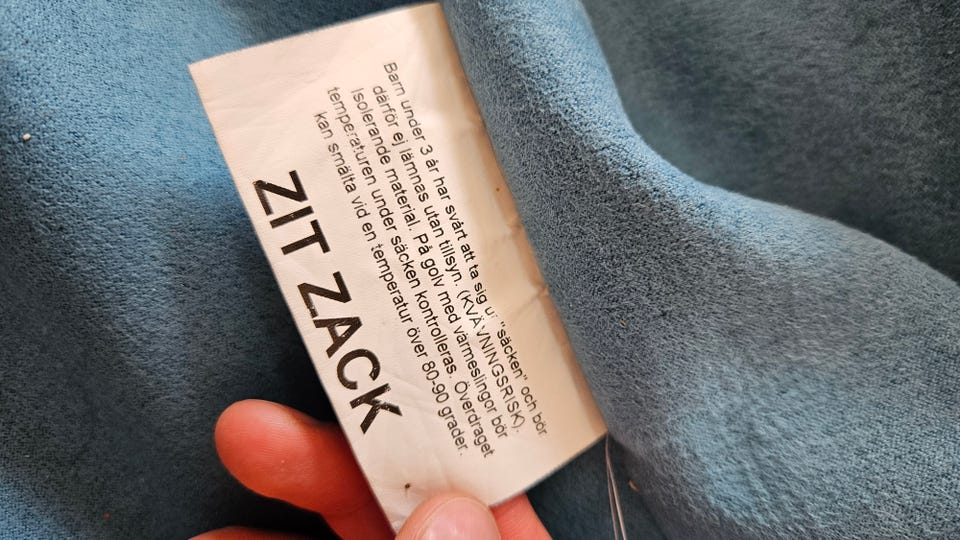 Barn under 3 år har svårt att ta sig ur "säcken" och bör
därför ej lämnas utan tillsyn. (KVÄVNINGSRISK).
Isolerande material. På golv med värmeslingor bör
temperaturen under säcken kontrolleras. Överdraget
kan smälta vid en temperatur över 80-90 grader.
ZIT ZACK